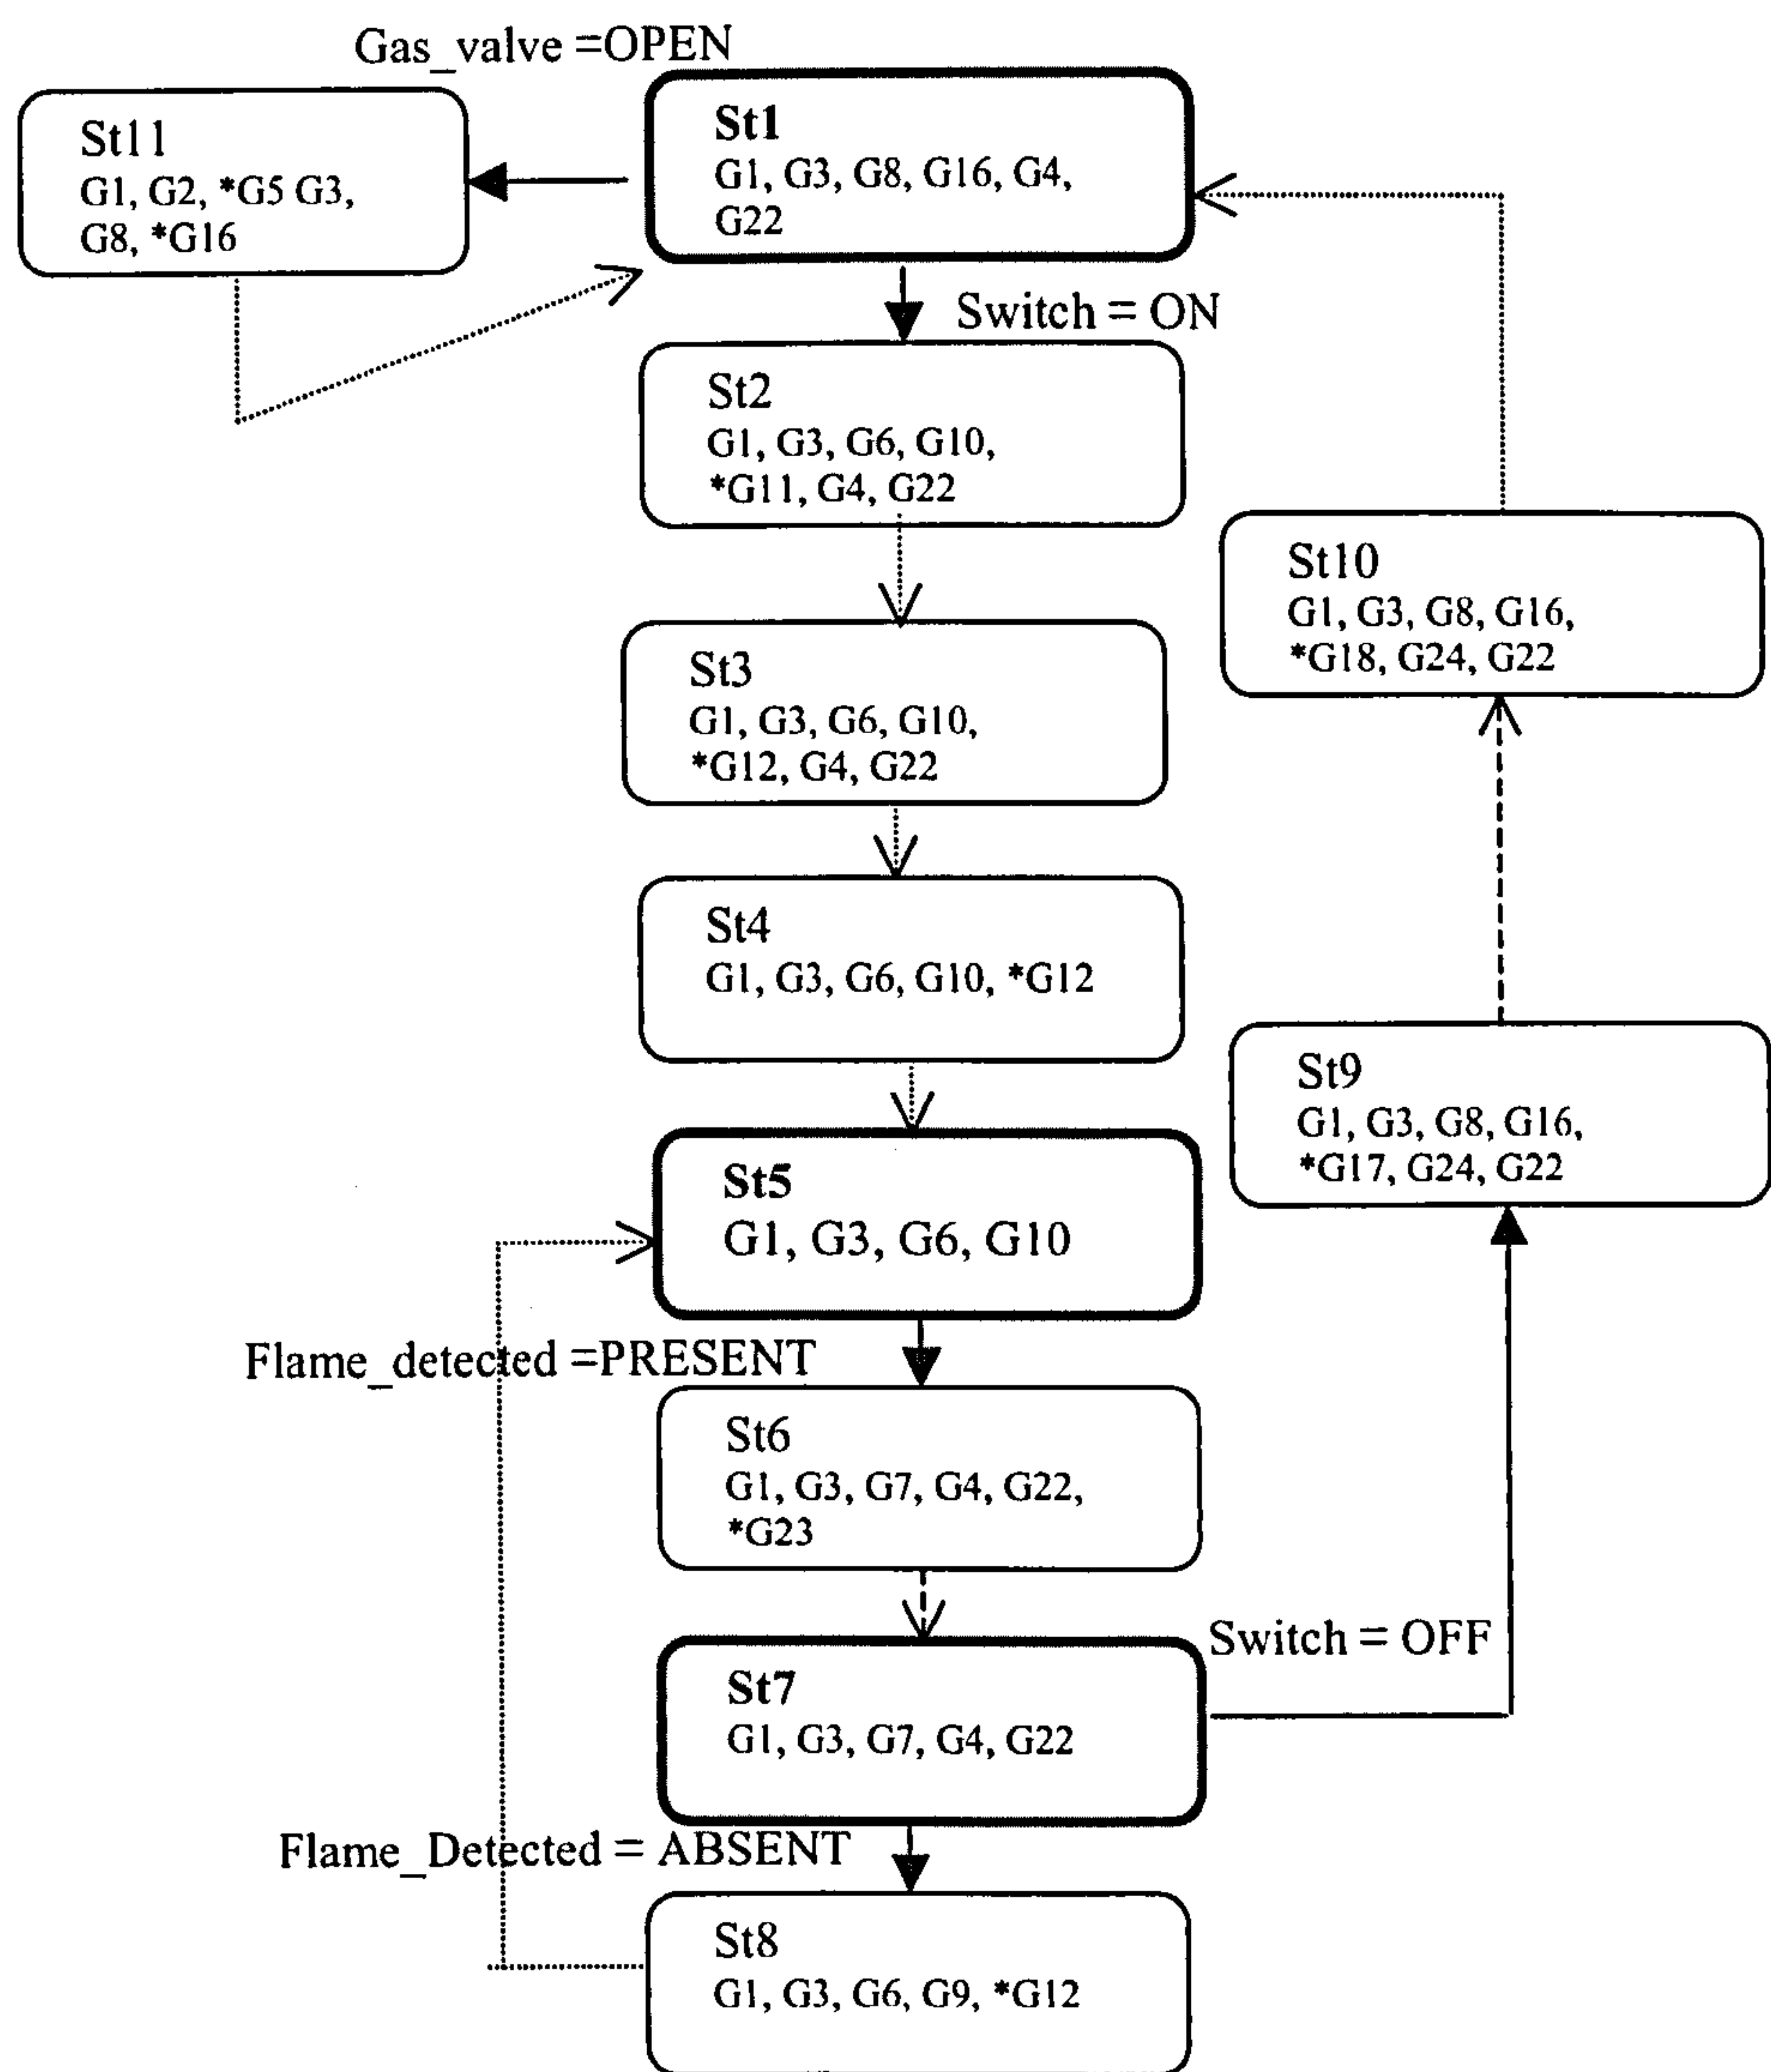 Gas_valve =OPEN
St11
G1, G2, *G5 G3,
G8, *G16
St1
G1, G3, G8, G16, G4,
G22
Switch = ON
St2
G1, G3, G6, G10,
*G11, G4, G22
St3
G1, G3, G6, G10,
*G12, G4, G22
St10
G1, G3, G8, G16,
*G18, G24, G22
St4
G1, G3, G6, G10, *G12
St9
G1, G3, G8, G16,
*G17, G24, G22
St5
G1, G3, G6, G10
Flame_detected =PRESENT
St6
G1, G3, G7, G4, G22,
*G23
Switch = OFF
St7
G1, G3, G7, G4, G22
Flame_Detected = ABSENT
St8
G1, G3, G6, G9, *G12